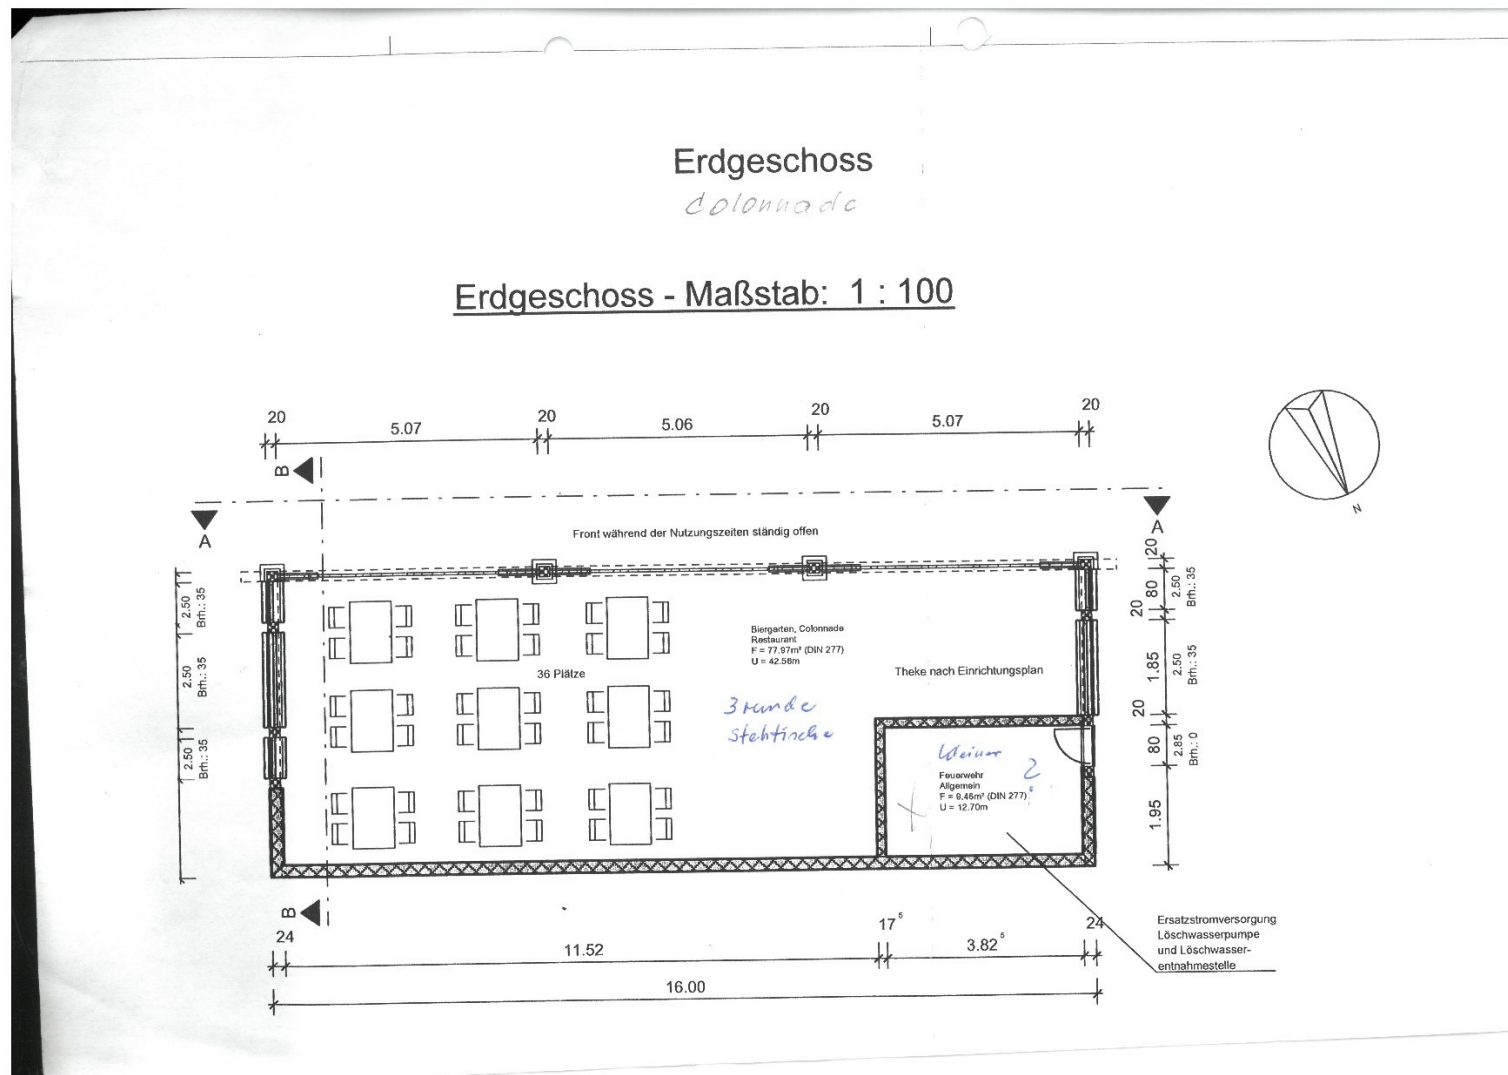 Erdgeschoss
Colonnade
Erdgeschoss - Maßstab: 1 : 100
20 5.07 20 5.06 20 5.07 20
B
A
A
N
Front während der Nutzungszeiten ständig offen
2.50
Brh.: 35
2.50
Brh.: 35
2.50
Brh.: 35
36 Plätze
Biergarten, Colonnade
Restaurant
F = 77.97m² (DIN 277)
U = 42.58m
Theke nach Einrichtungsplan
3 runde
Stehtische
kleiner
2
Feuerwehr
Allgemein
F = 9.46m² (DIN 277)
U = 12.70m
20
80
20
1.85
20
80
1.95
2.50
Brh.: 35
2.50
Brh.: 35
2.85
Brh.: 0
B
24 11.52 17⁵ 3.82⁵ 24
16.00
Ersatzstromversorgung
Löschwasserpumpe
und Löschwasser-
entnahmestelle